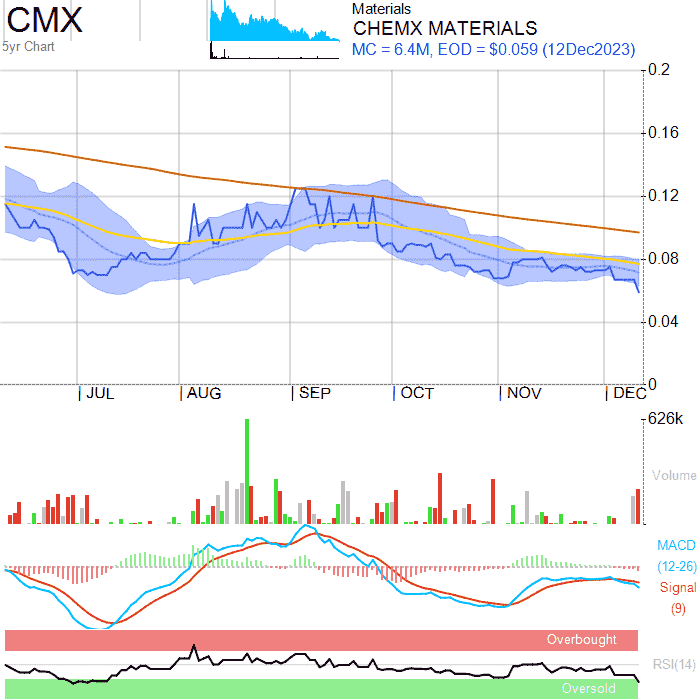 CMX
5yr Chart
Materials
CHEMX MATERIALS
MC = 6.4M, EOD = $0.059 (12Dec2023)
0.2
0.16
0.12
0.08
0.04
0
JUL AUG SEP OCT NOV DEC
626k
Volume
MACD
(12-26)
Signal
(9)
Overbought
RSI(14)
Oversold